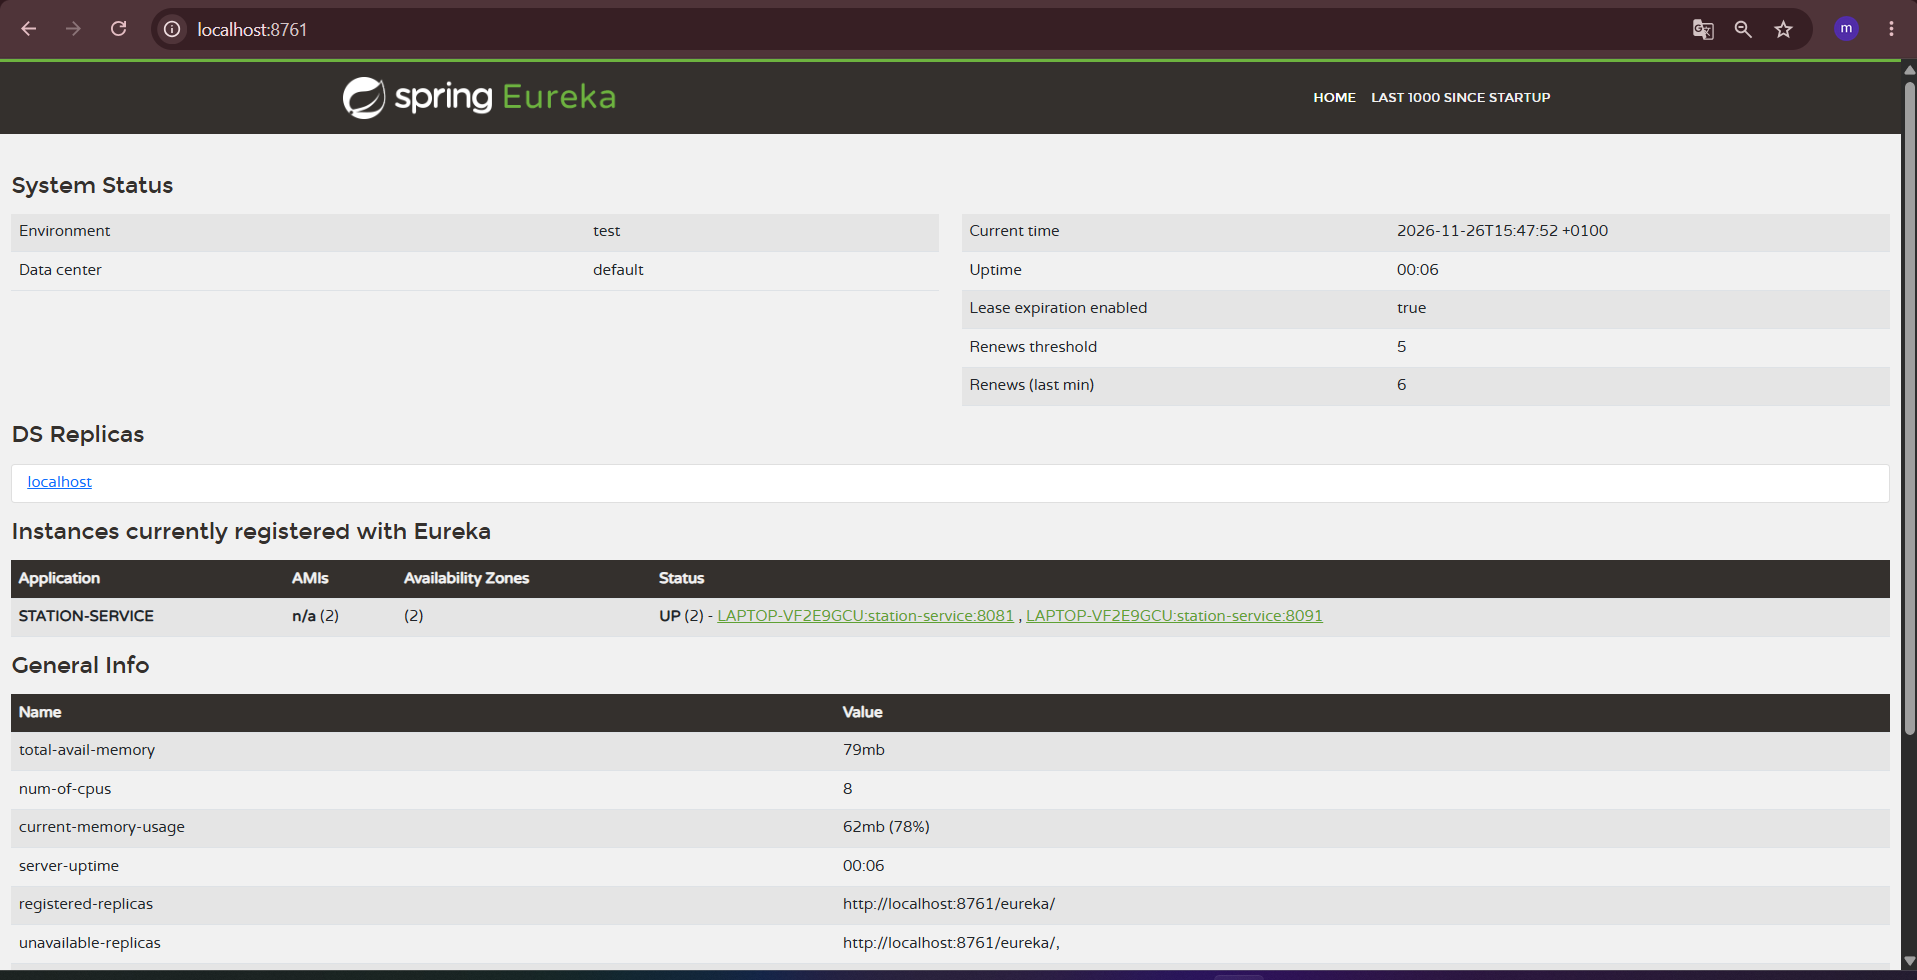 localhost:8761
m
spring Eureka
HOME LAST 1000 SINCE STARTUP
System Status
Environment test
Data center default
Current time 2026-11-26T15:47:52 +0100
Uptime 00:06
Lease expiration enabled true
Renews threshold 5
Renews (last min) 6
DS Replicas
localhost
Instances currently registered with Eureka
Application AMIs Availability Zones Status
STATION-SERVICE n/a (2) (2) UP (2) - LAPTOP-VF2E9GCU:station-service:8081 , LAPTOP-VF2E9GCU:station-service:8091
General Info
Name Value
total-avail-memory 79mb
num-of-cpus 8
current-memory-usage 62mb (78%)
server-uptime 00:06
registered-replicas http://localhost:8761/eureka/
unavailable-replicas http://localhost:8761/eureka/,